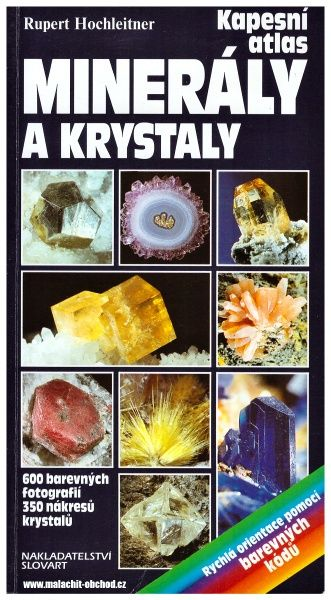 Rupert Hochleitner
Kapesní
atlas
MINERÁLY
A KRYSTALY
600 barevných
fotografií
350 nákresů
krystalů
NAKLADATELSTVÍ
SLOVART
www.malachit-obchod.cz
Rychlá orientace pomocí
barevných
kódů